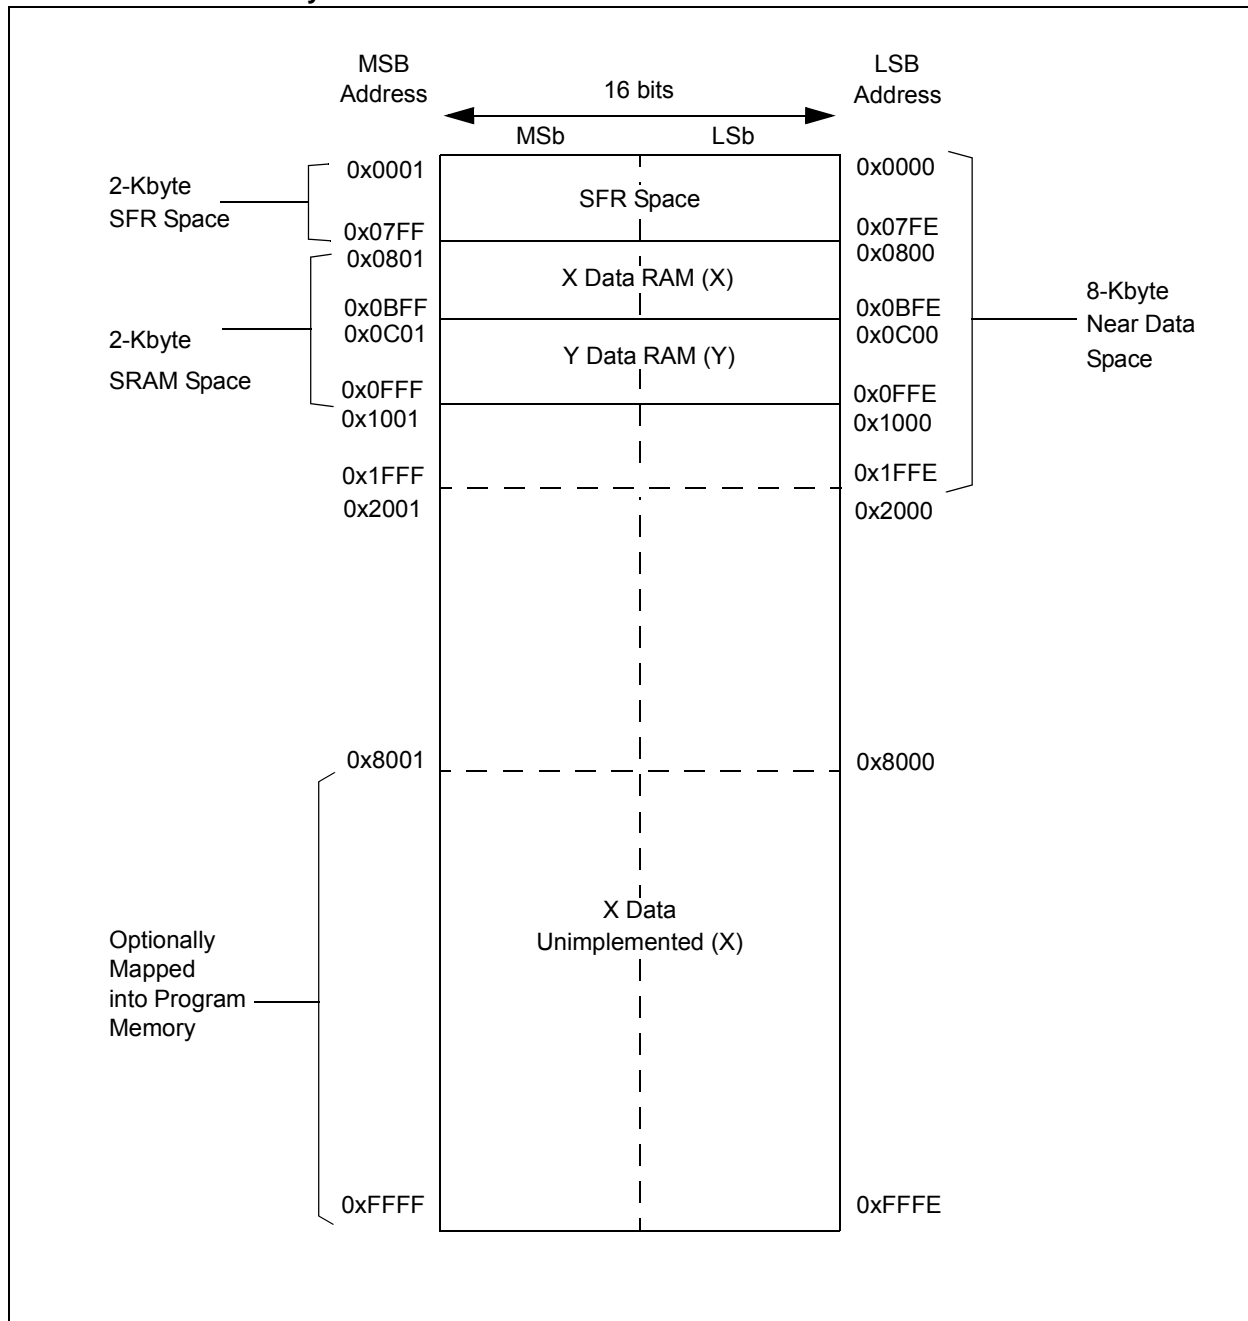 MSB
Address
LSB
Address
16 bits
MSb
LSb
0x0001
0x0000
2-Kbyte
SFR Space
SFR Space
0x07FF
0x07FE
0x0801
0x0800
X Data RAM (X)
0x0BFF
0x0BFE
8-Kbyte
Near Data
Space
0x0C01
0x0C00
2-Kbyte
SRAM Space
Y Data RAM (Y)
0x0FFF
0x0FFE
0x1001
0x1000
0x1FFF
0x1FFE
0x2001
0x2000
0x8001
0x8000
X Data
Unimplemented (X)
Optionally
Mapped
into Program
Memory
0xFFFF
0xFFFE